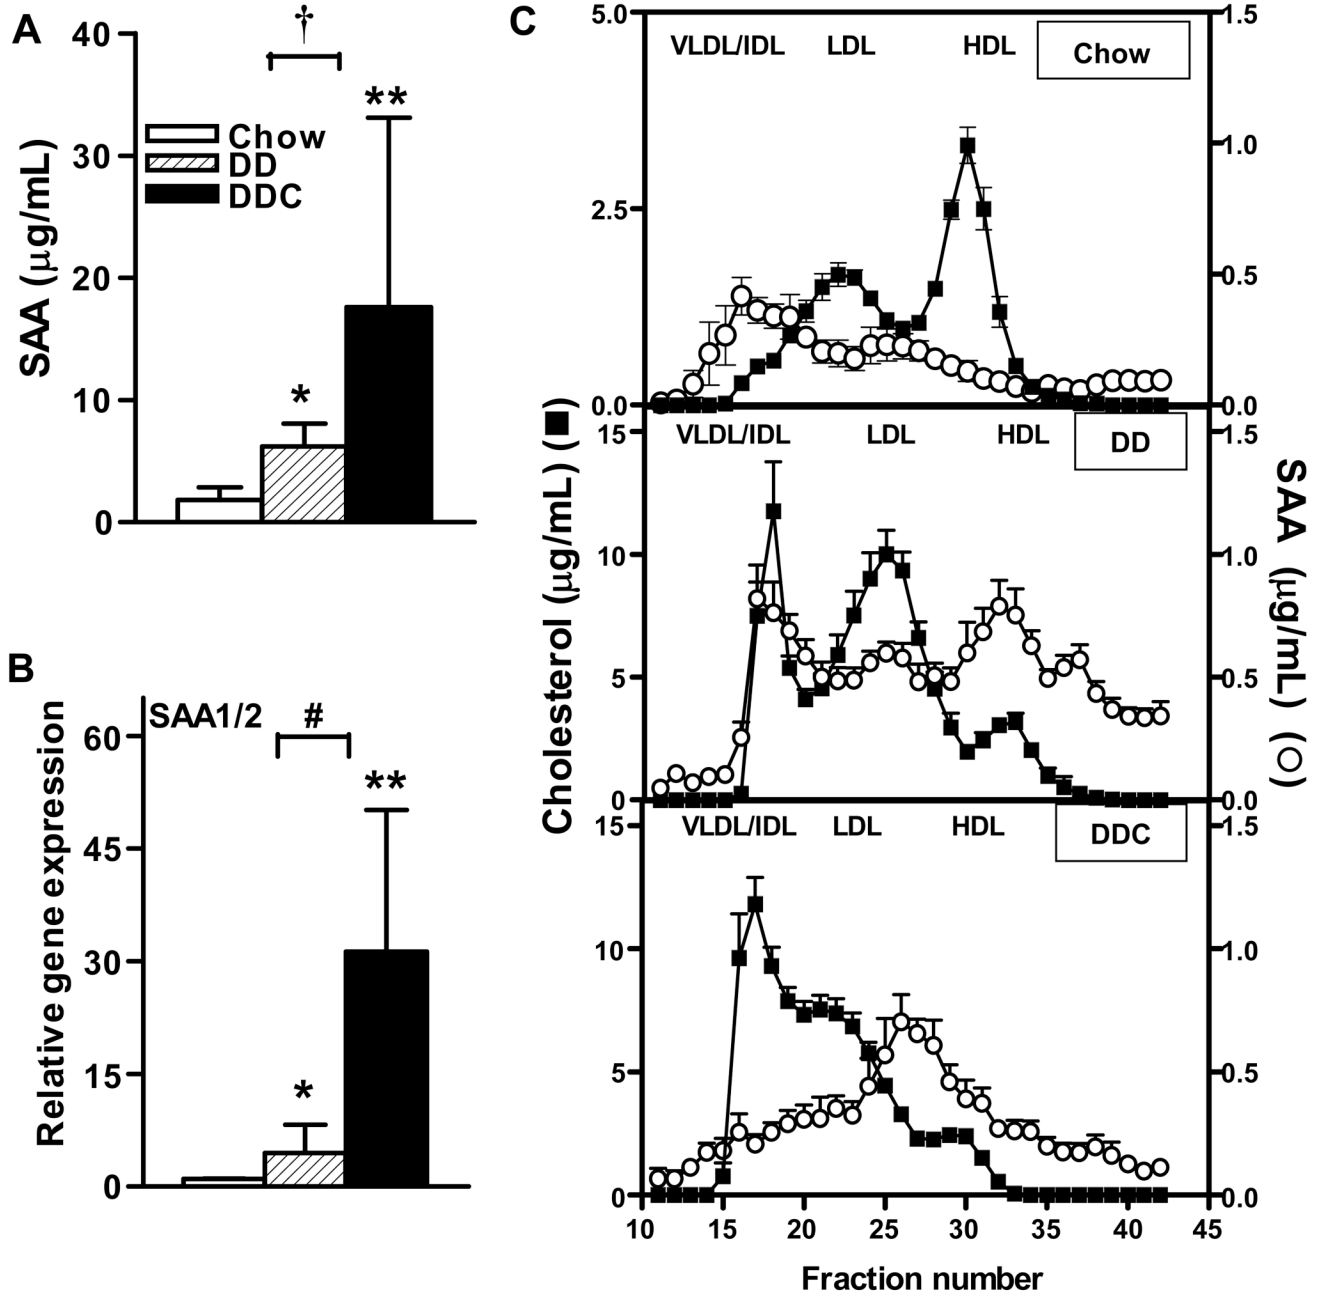 A
SAA (µg/mL)
40
30
20
10
0
†
**
*
Chow
DD
DDC
B
Relative gene expression
60
45
30
15
0
SAA1/2
#
**
*
C
Cholesterol (µg/mL) (■)
SAA (µg/mL) (○)
5.0
2.5
0.0
VLDL/IDL LDL HDL
Chow
1.5
1.0
0.5
0.0
15
10
5
0
VLDL/IDL LDL HDL
DD
1.5
1.0
0.5
0.0
15
10
5
0
VLDL/IDL LDL HDL
DDC
1.5
1.0
0.5
0.0
10 15 20 25 30 35 40 45
Fraction number